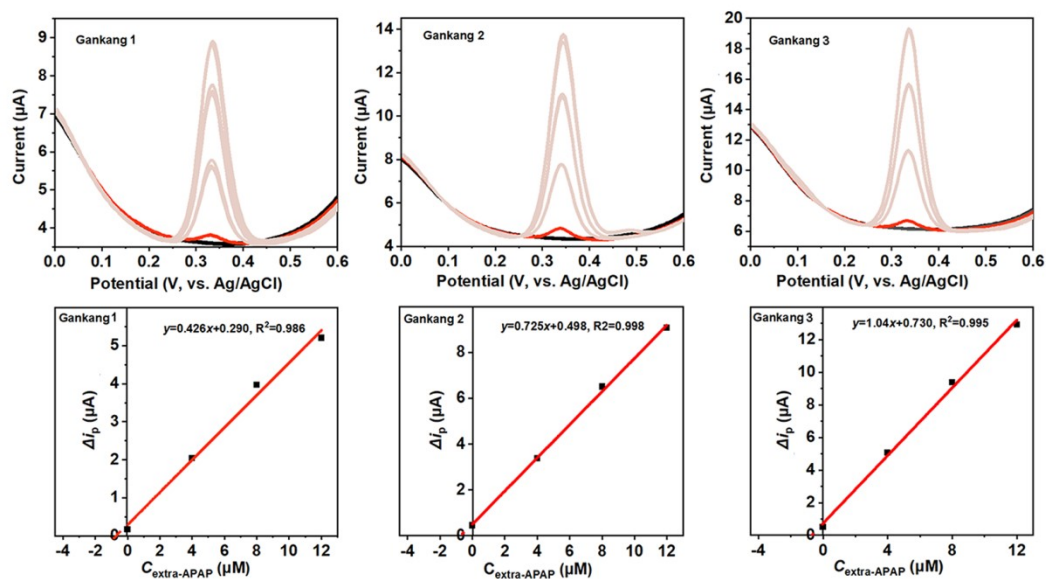 Gankang 1
Current (µA)
9
8
7
6
5
4
0.0 0.1 0.2 0.3 0.4 0.5 0.6
Potential (V, vs. Ag/AgCl)
Gankang 2
Current (µA)
14
12
10
8
6
4
0.0 0.1 0.2 0.3 0.4 0.5 0.6
Potential (V, vs. Ag/AgCl)
Gankang 3
Current (µA)
20
18
16
14
12
10
8
6
0.0 0.1 0.2 0.3 0.4 0.5 0.6
Potential (V, vs. Ag/AgCl)
Gankang 1
y=0.426x+0.290, R²=0.986
Δip (µA)
5
4
3
2
1
0
-4 -2 0 2 4 6 8 10 12
Cextra-APAP (µM)
Gankang 2
y=0.725x+0.498, R2=0.998
Δip (µA)
8
6
4
2
0
-4 -2 0 2 4 6 8 10 12
Cextra-APAP (µM)
Gankang 3
y=1.04x+0.730, R²=0.995
Δip (µA)
12
10
8
6
4
2
0
-4 -2 0 2 4 6 8 10 12
Cextra-APAP (µM)